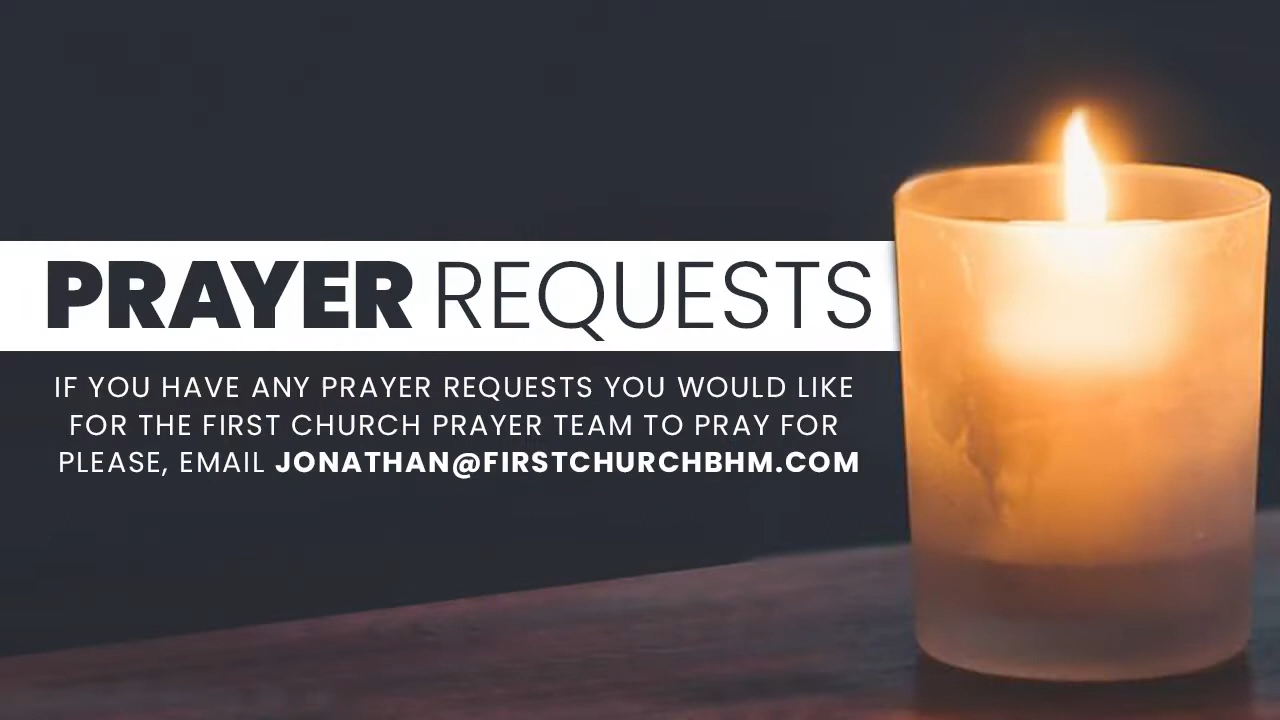 PRAYER REQUESTS
IF YOU HAVE ANY PRAYER REQUESTS YOU WOULD LIKE
FOR THE FIRST CHURCH PRAYER TEAM TO PRAY FOR
PLEASE, EMAIL JONATHAN@FIRSTCHURCHBHM.COM